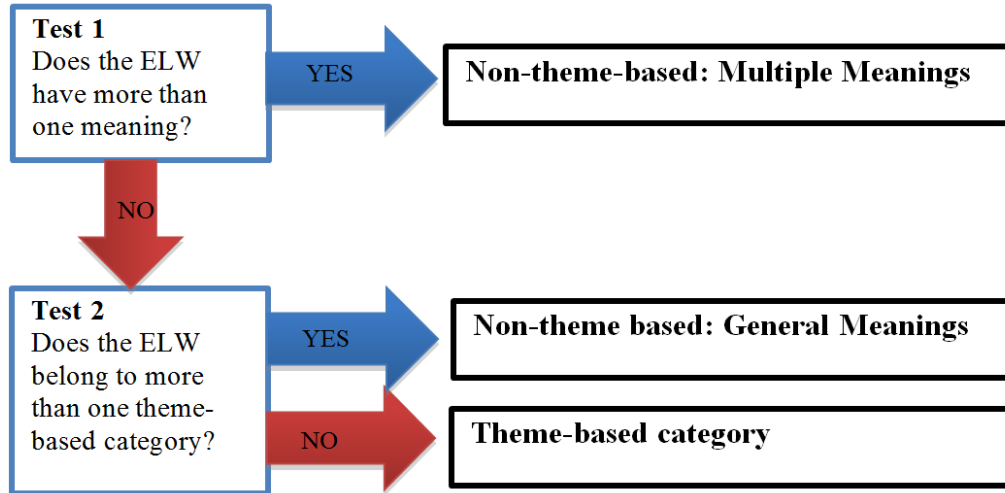 Test 1
Does the ELW
have more than
one meaning?
YES
Non-theme-based: Multiple Meanings
NO
Test 2
Does the ELW
belong to more
than one theme-
based category?
YES
Non-theme based: General Meanings
NO
Theme-based category